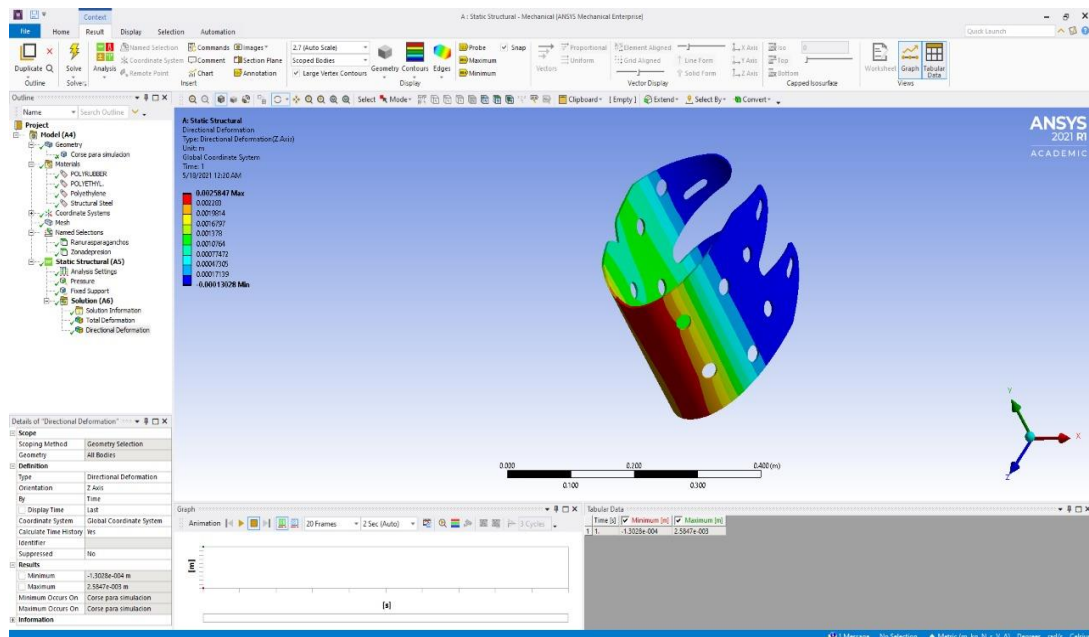 Context
A : Static Structural - Mechanical [ANSYS Mechanical Enterprise]
File Home Result Display Selection Automation
Quick Launch
Duplicate Q
Solve
Analysis
Named Selection
Coordinate System
Remote Point
Commands
Comment
Chart
Images
Section Plane
Annotation
2.7 (Auto Scale)
Scoped Bodies
Large Vertex Contours
Geometry Contours Edges
Probe
Maximum
Minimum
Snap
Vectors
Proportional
Uniform
Element Aligned
Grid Aligned
Line Form
Solid Form
X Axis
Y Axis
Z Axis
Iso
Top
Bottom
Worksheet Graph Tabular
Data
Outline
Solve
Insert
Display
Vector Display
Capped Isosurface
Views
Outline
Name
Search Outline
Select Mode
Clipboard [Empty] Extend Select By Convert
Project
Model (A4)
Geometry
Corse para simulacion
Materials
POLYRUBBER
POLYETHYL.
Polyethylene
Structural Steel
Coordinate Systems
Mesh
Named Selections
Ranurasparaganchos
Zonadepresion
Static Structural (A5)
Analysis Settings
Pressure
Fixed Support
Solution (A6)
Solution Information
Total Deformation
Directional Deformation
A: Static Structural
Directional Deformation
Type: Directional Deformation(Z Axis)
Unit: m
Global Coordinate System
Time: 1
5/10/2021 12:20 AM
0.0025847 Max
0.002283
0.0019814
0.0016797
0.001378
0.0010764
0.00077472
0.00047305
0.00017139
-0.00013028 Min
ANSYS
2021 R1
ACADEMIC
Y
X
Z
0.000 0.200 0.400 (m)
0.100 0.300
Details of "Directional Deformation"
Scope
Scoping Method Geometry Selection
Geometry All Bodies
Definition
Type Directional Deformation
Orientation Z Axis
By Time
Display Time Last
Coordinate System Global Coordinate System
Calculate Time History Yes
Identifier
Suppressed No
Results
Minimum -1.3028e-004 m
Maximum 2.5847e-003 m
Minimum Occurs On Corse para simulacion
Maximum Occurs On Corse para simulacion
Information
Graph
Animation 20 Frames 2 Sec (Auto) 3 Cycles
[m]
[s]
Tabular Data
Time [s] Minimum [m] Maximum [m]
1 1. -1.3028e-004 2.5847e-003
1 Message No Selection Metric (m, kg, N, s, V, A) Degrees rad/s Celsius